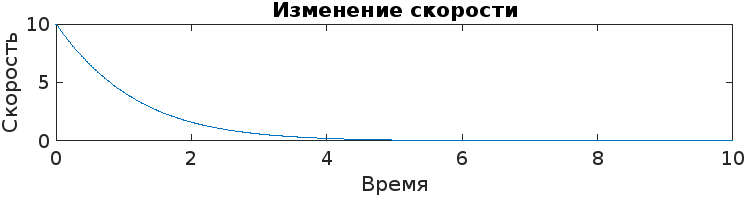 Изменение скорости
Скорость
10
5
0
0 2 4 6 8 10
Время